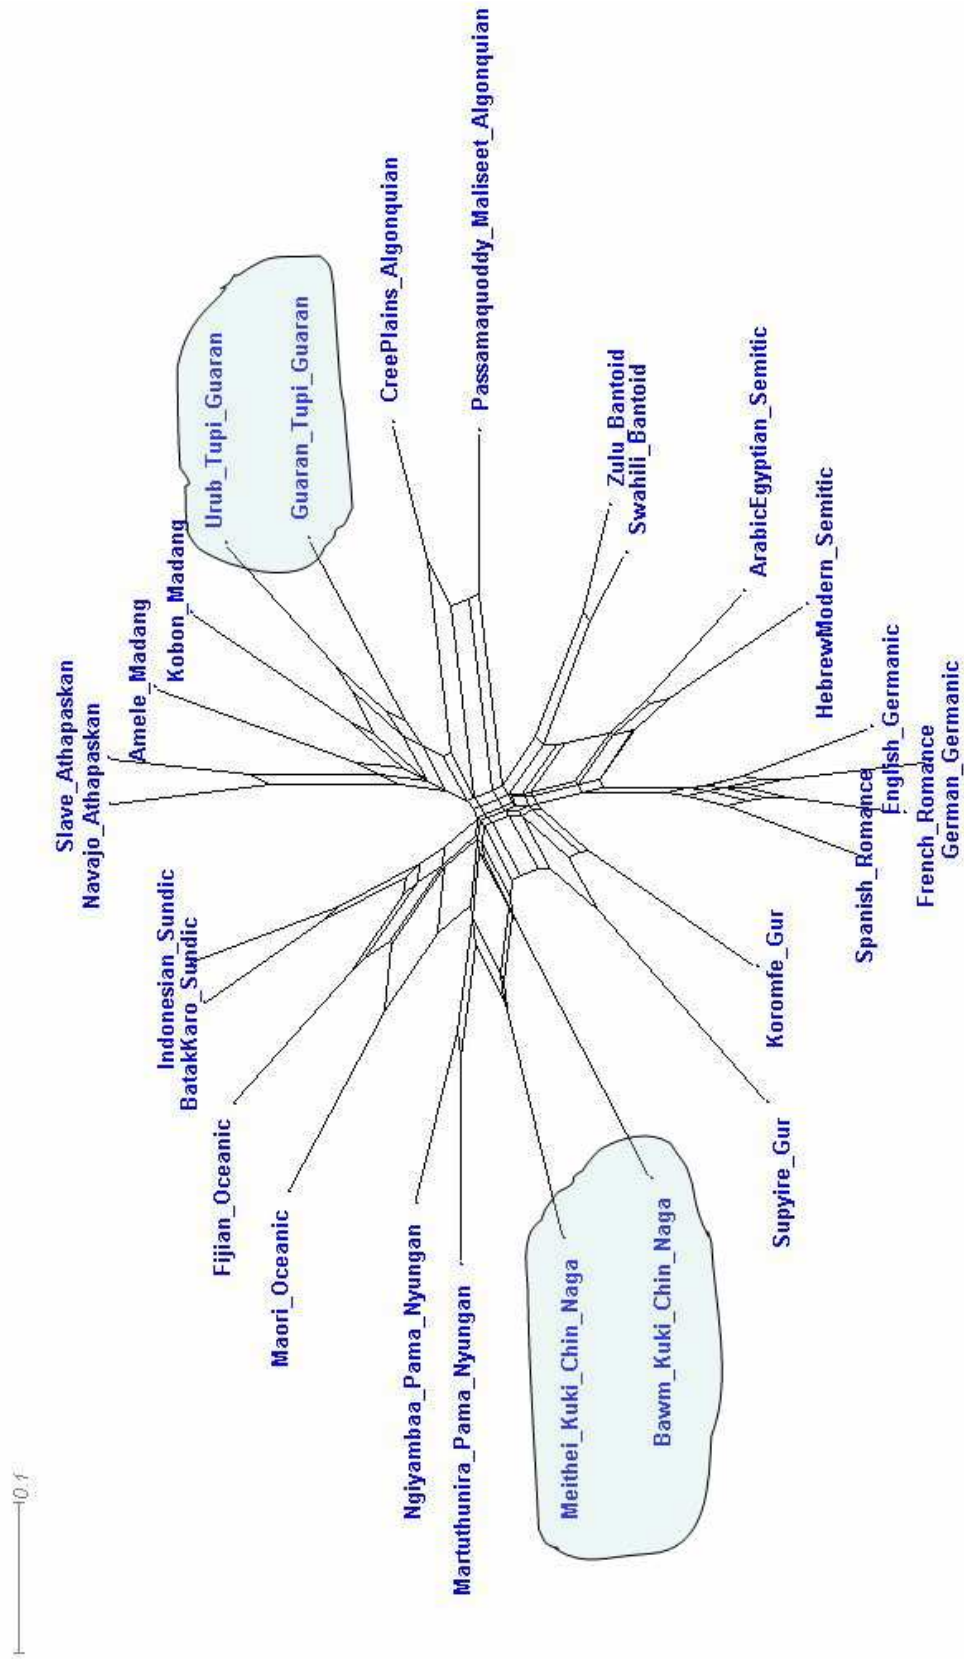 0.1
Slave_Athapaskan
Navajo_Athapaskan
Amele_Madang
Kobon_Madang
Urub_Tupi_Guaran
Guaran_Tupi_Guaran
CreePlains_Algonquian
Passamaquoddy_Maliseet_Algonquian
Zulu_Bantoid
Swahili_Bantoid
ArabicEgyptian_Semitic
HebrewModern_Semitic
English_Germanic
German_Germanic
French_Romance
Spanish_Romance
Koromfe_Gur
Supyire_Gur
Bawm_Kuki_Chin_Naga
Meithei_Kuki_Chin_Naga
Martuthunira_Pama_Nyungan
Ngiyambaa_Pama_Nyungan
Maori_Oceanic
Fijian_Oceanic
BatakKaro_Sundic
Indonesian_Sundic